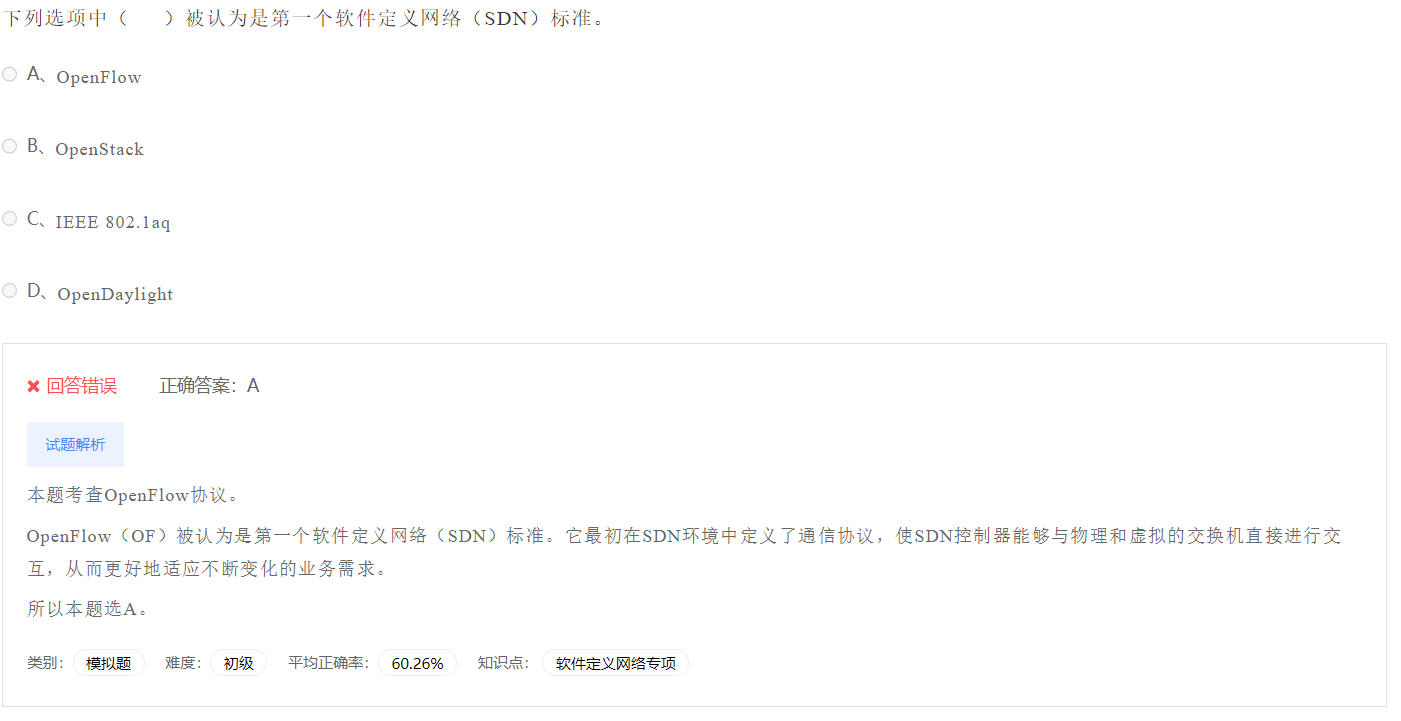 下列选项中（　　）被认为是第一个软件定义网络（SDN）标准。
A、OpenFlow
B、OpenStack
C、IEEE 802.1aq
D、OpenDaylight
回答错误 正确答案：A
试题解析
本题考查OpenFlow协议。
OpenFlow（OF）被认为是第一个软件定义网络（SDN）标准。它最初在SDN环境中定义了通信协议，使SDN控制器能够与物理和虚拟的交换机直接进行交
互，从而更好地适应不断变化的业务需求。
所以本题选A。
类别： 模拟题 难度： 初级 平均正确率： 60.26% 知识点： 软件定义网络专项